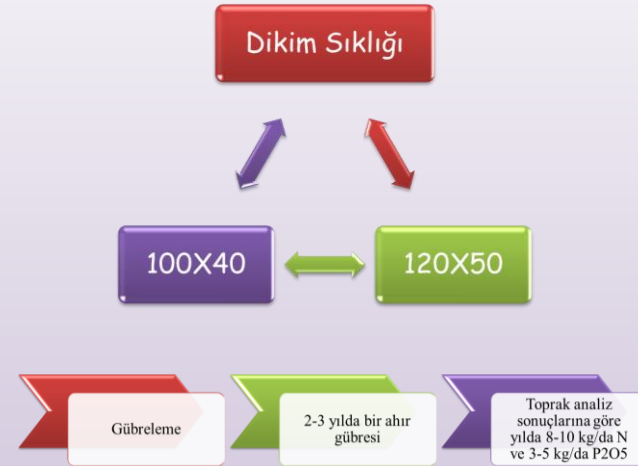 Dikim Sıklığı
100X40
120X50
Gübreleme
2-3 yılda bir ahır
gübresi
Toprak analiz
sonuçlarına göre
yılda 8-10 kg/da N
ve 3-5 kg/da P2O5